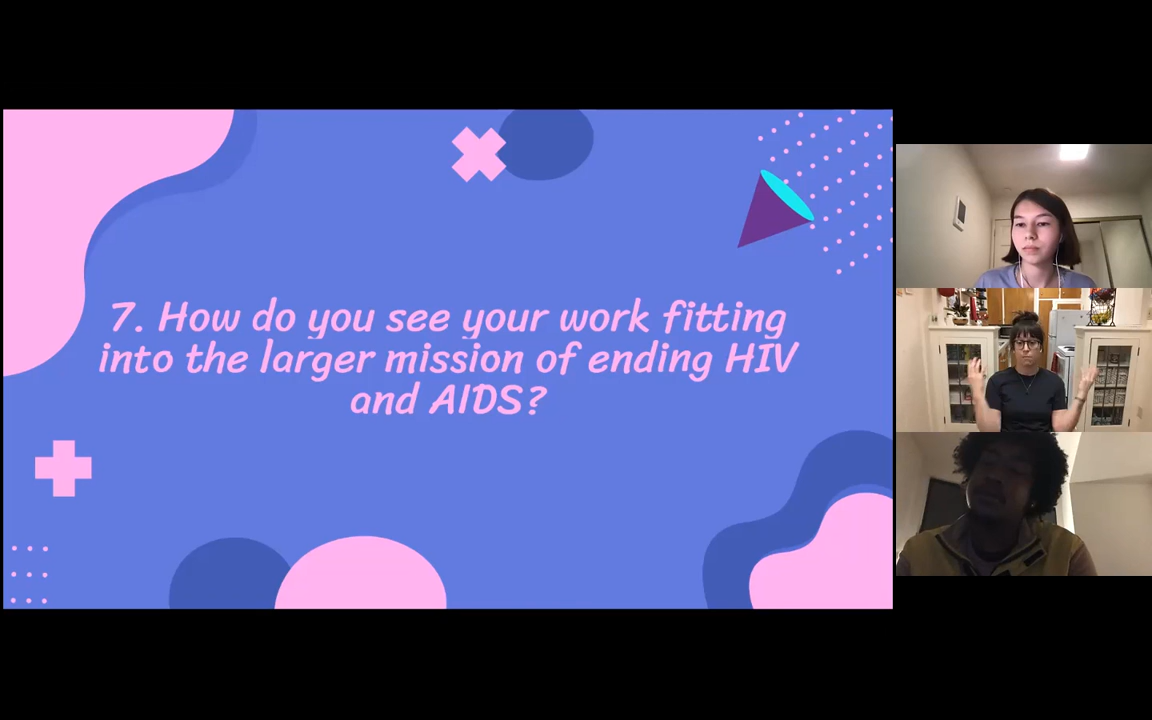 7. How do you see your work fitting
into the larger mission of ending HIV
and AIDS?